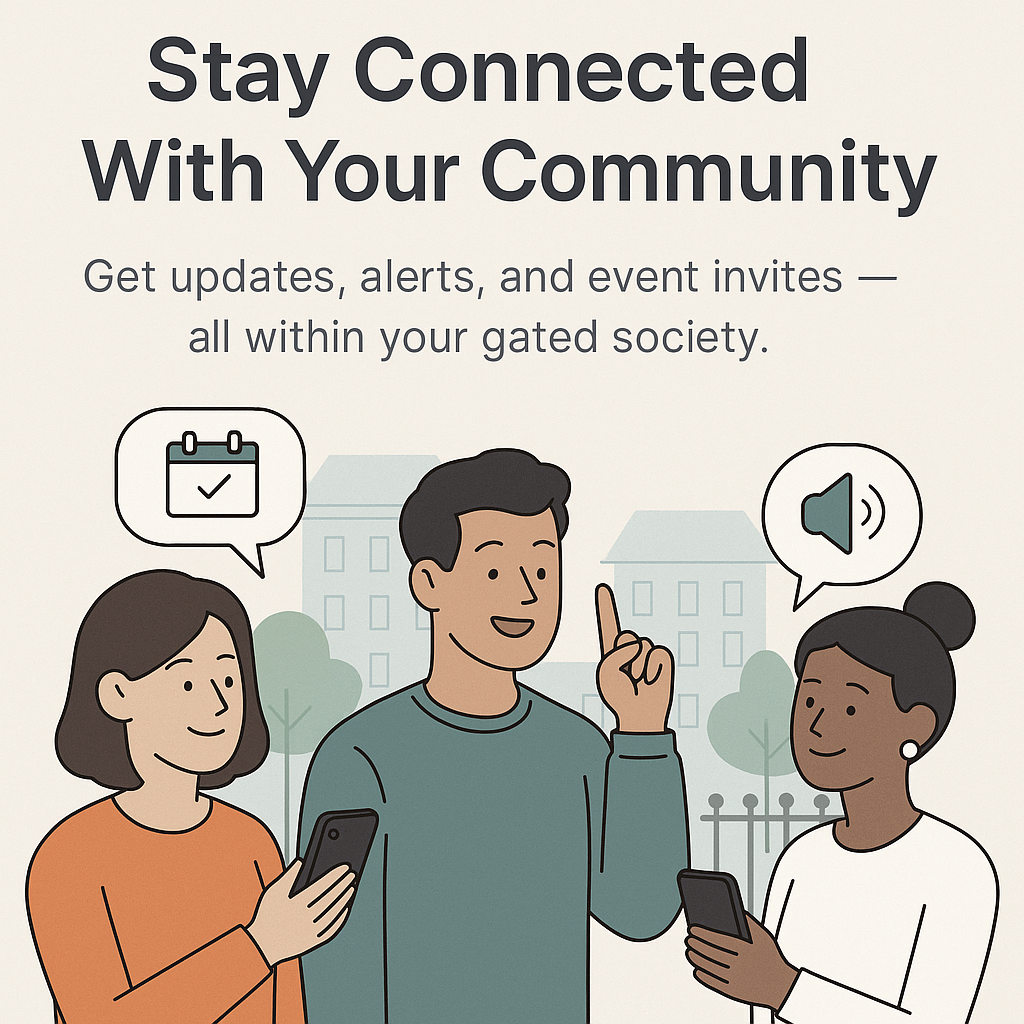 Stay Connected
With Your Community
Get updates, alerts, and event invites —
all within your gated society.